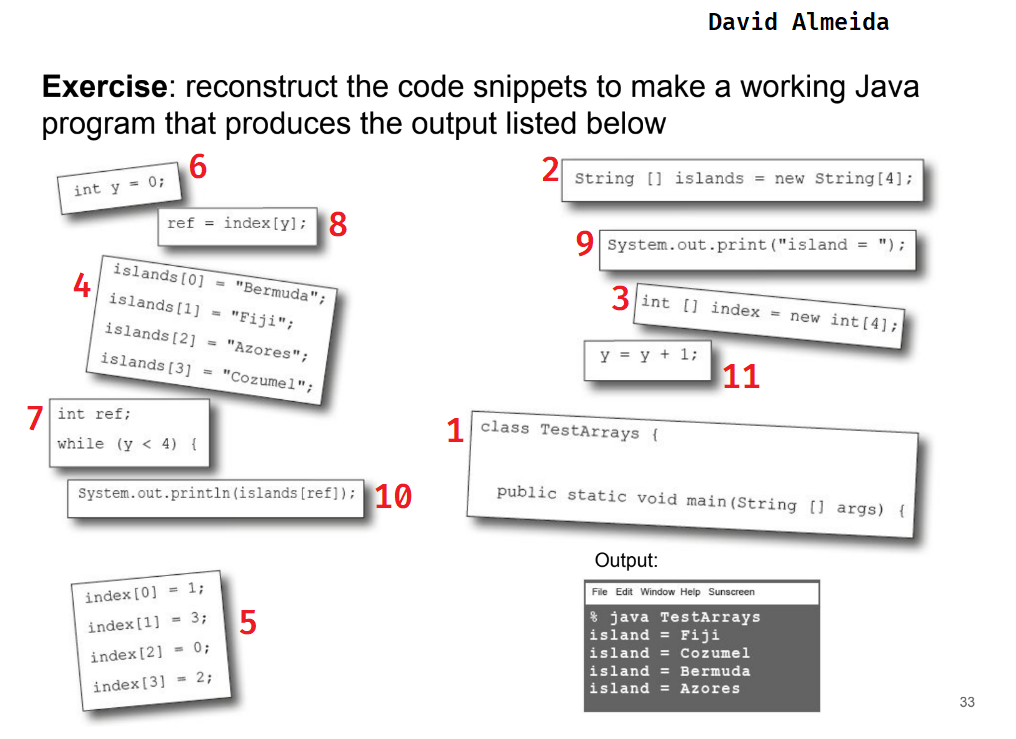 David Almeida
Exercise: reconstruct the code snippets to make a working Java
program that produces the output listed below
6
int y = 0;
8
ref = index[y];
4
islands[0] = "Bermuda";
islands[1] = "Fiji";
islands[2] = "Azores";
islands[3] = "Cozumel";
7
int ref;
while (y < 4) {
System.out.println(islands[ref]);
10
index[0] = 1;
index[1] = 3;
index[2] = 0;
index[3] = 2;
5
2
String [] islands = new String[4];
9
System.out.print("island = ");
3
int [] index = new int[4];
y = y + 1;
11
1
class TestArrays {
public static void main(String [] args) {
Output:
File Edit Window Help Sunscreen
% java TestArrays
island = Fiji
island = Cozumel
island = Bermuda
island = Azores
33